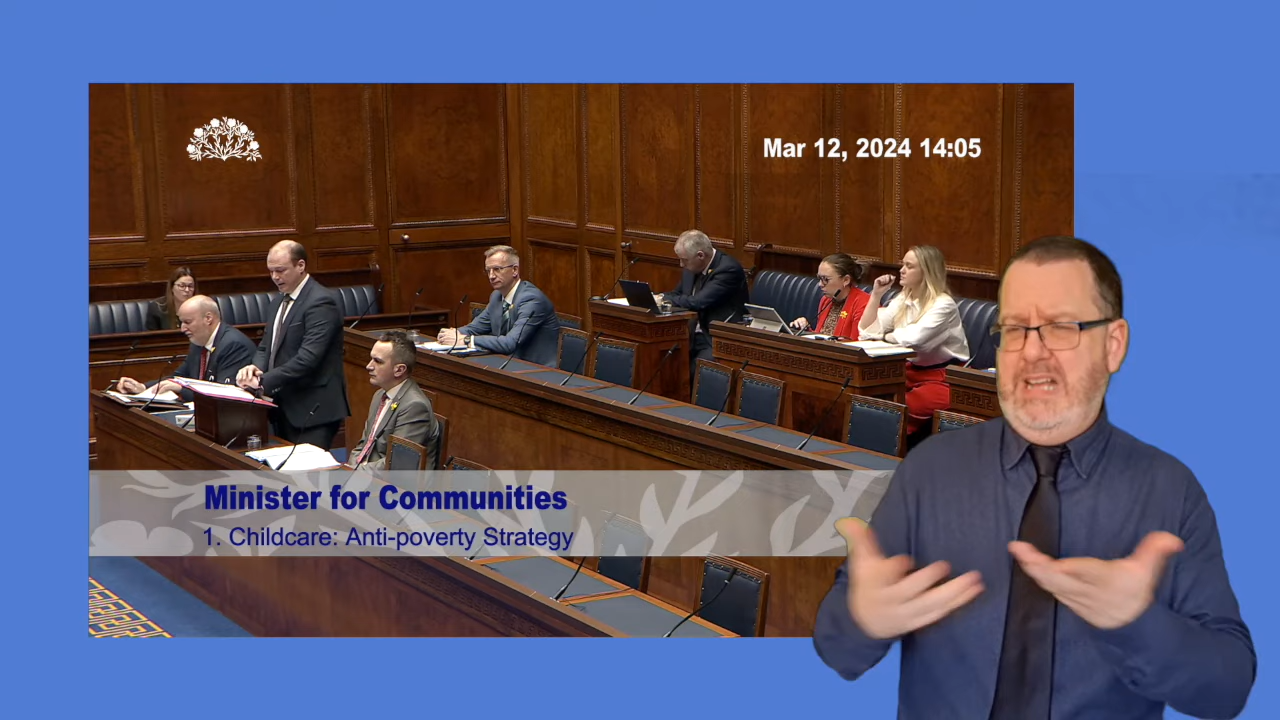 Mar 12, 2024 14:05
Minister for Communities
1. Childcare: Anti-poverty Strategy